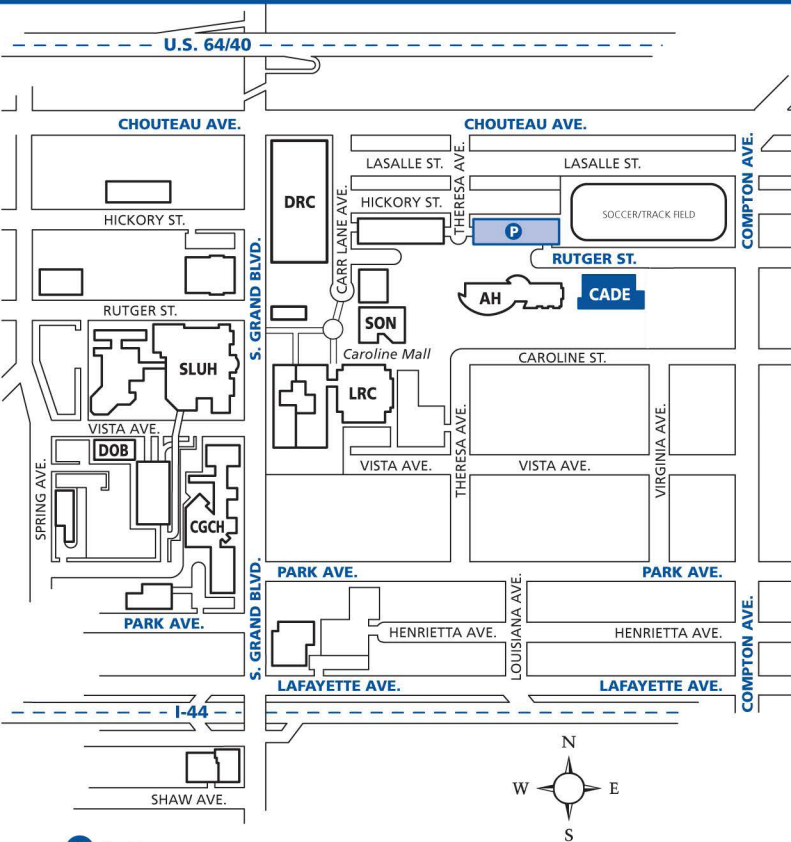 U.S. 64/40
CHOUTEAU AVE.
CHOUTEAU AVE.
LASALLE ST.
LASALLE ST.
THERESA AVE.
COMPTON AVE.
DRC
CARR LANE AVE.
HICKORY ST.
HICKORY ST.
SOCCER/TRACK FIELD
P
S. GRAND BLVD.
RUTGER ST.
AH
CADE
RUTGER ST.
SON
Caroline Mall
CAROLINE ST.
SLUH
LRC
VISTA AVE.
THERESA AVE.
VIRGINIA AVE.
DOB
VISTA AVE.
VISTA AVE.
SPRING AVE.
CGCH
S. GRAND BLVD.
PARK AVE.
PARK AVE.
LOUISIANA AVE.
COMPTON AVE.
PARK AVE.
HENRIETTA AVE.
HENRIETTA AVE.
LAFAYETTE AVE.
LAFAYETTE AVE.
I-44
N
W
E
S
SHAW AVE.